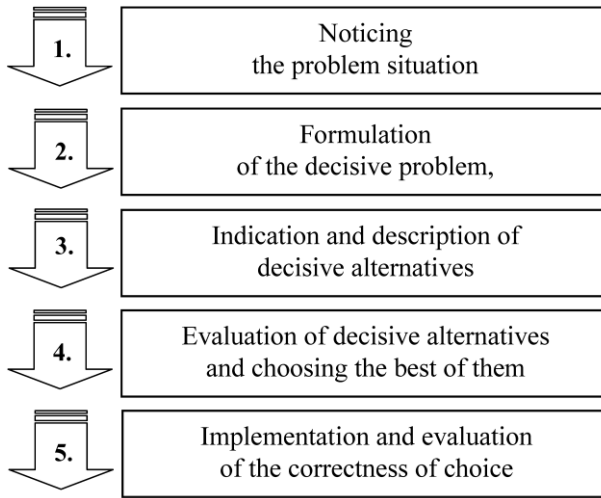 1.
Noticing
the problem situation
2.
Formulation
of the decisive problem,
3.
Indication and description of
decisive alternatives
4.
Evaluation of decisive alternatives
and choosing the best of them
5.
Implementation and evaluation
of the correctness of choice